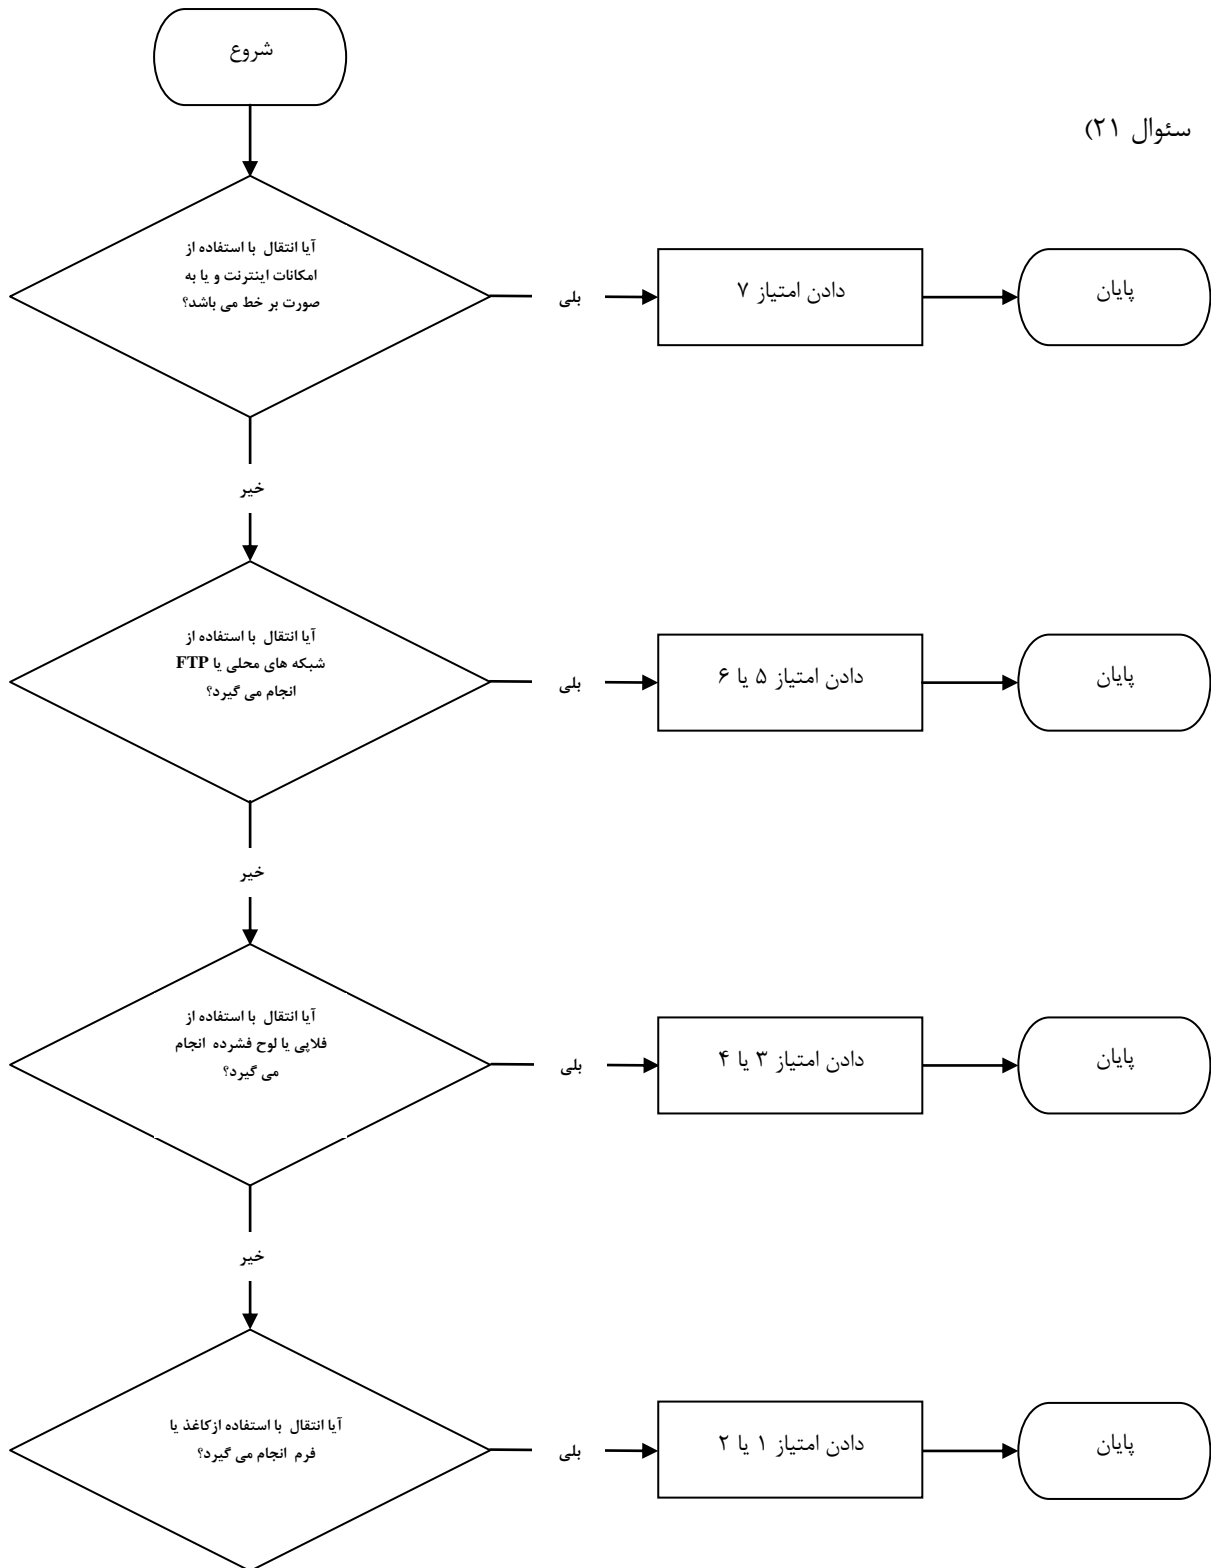 شروع
سئوال ۲۱)
آیا انتقال با استفاده از
امکانات اینترنت و یا به
صورت بر خط می باشد؟
بلی
دادن امتیاز ۷
پایان
خیر
آیا انتقال با استفاده از
شبکه های محلی یا FTP
انجام می گیرد؟
بلی
دادن امتیاز ۵ یا ۶
پایان
خیر
آیا انتقال با استفاده از
فلاپی یا لوح فشرده انجام
می گیرد؟
بلی
دادن امتیاز ۳ یا ۴
پایان
خیر
آیا انتقال با استفاده ازکاغذ یا
فرم انجام می گیرد؟
بلی
دادن امتیاز ۱ یا ۲
پایان